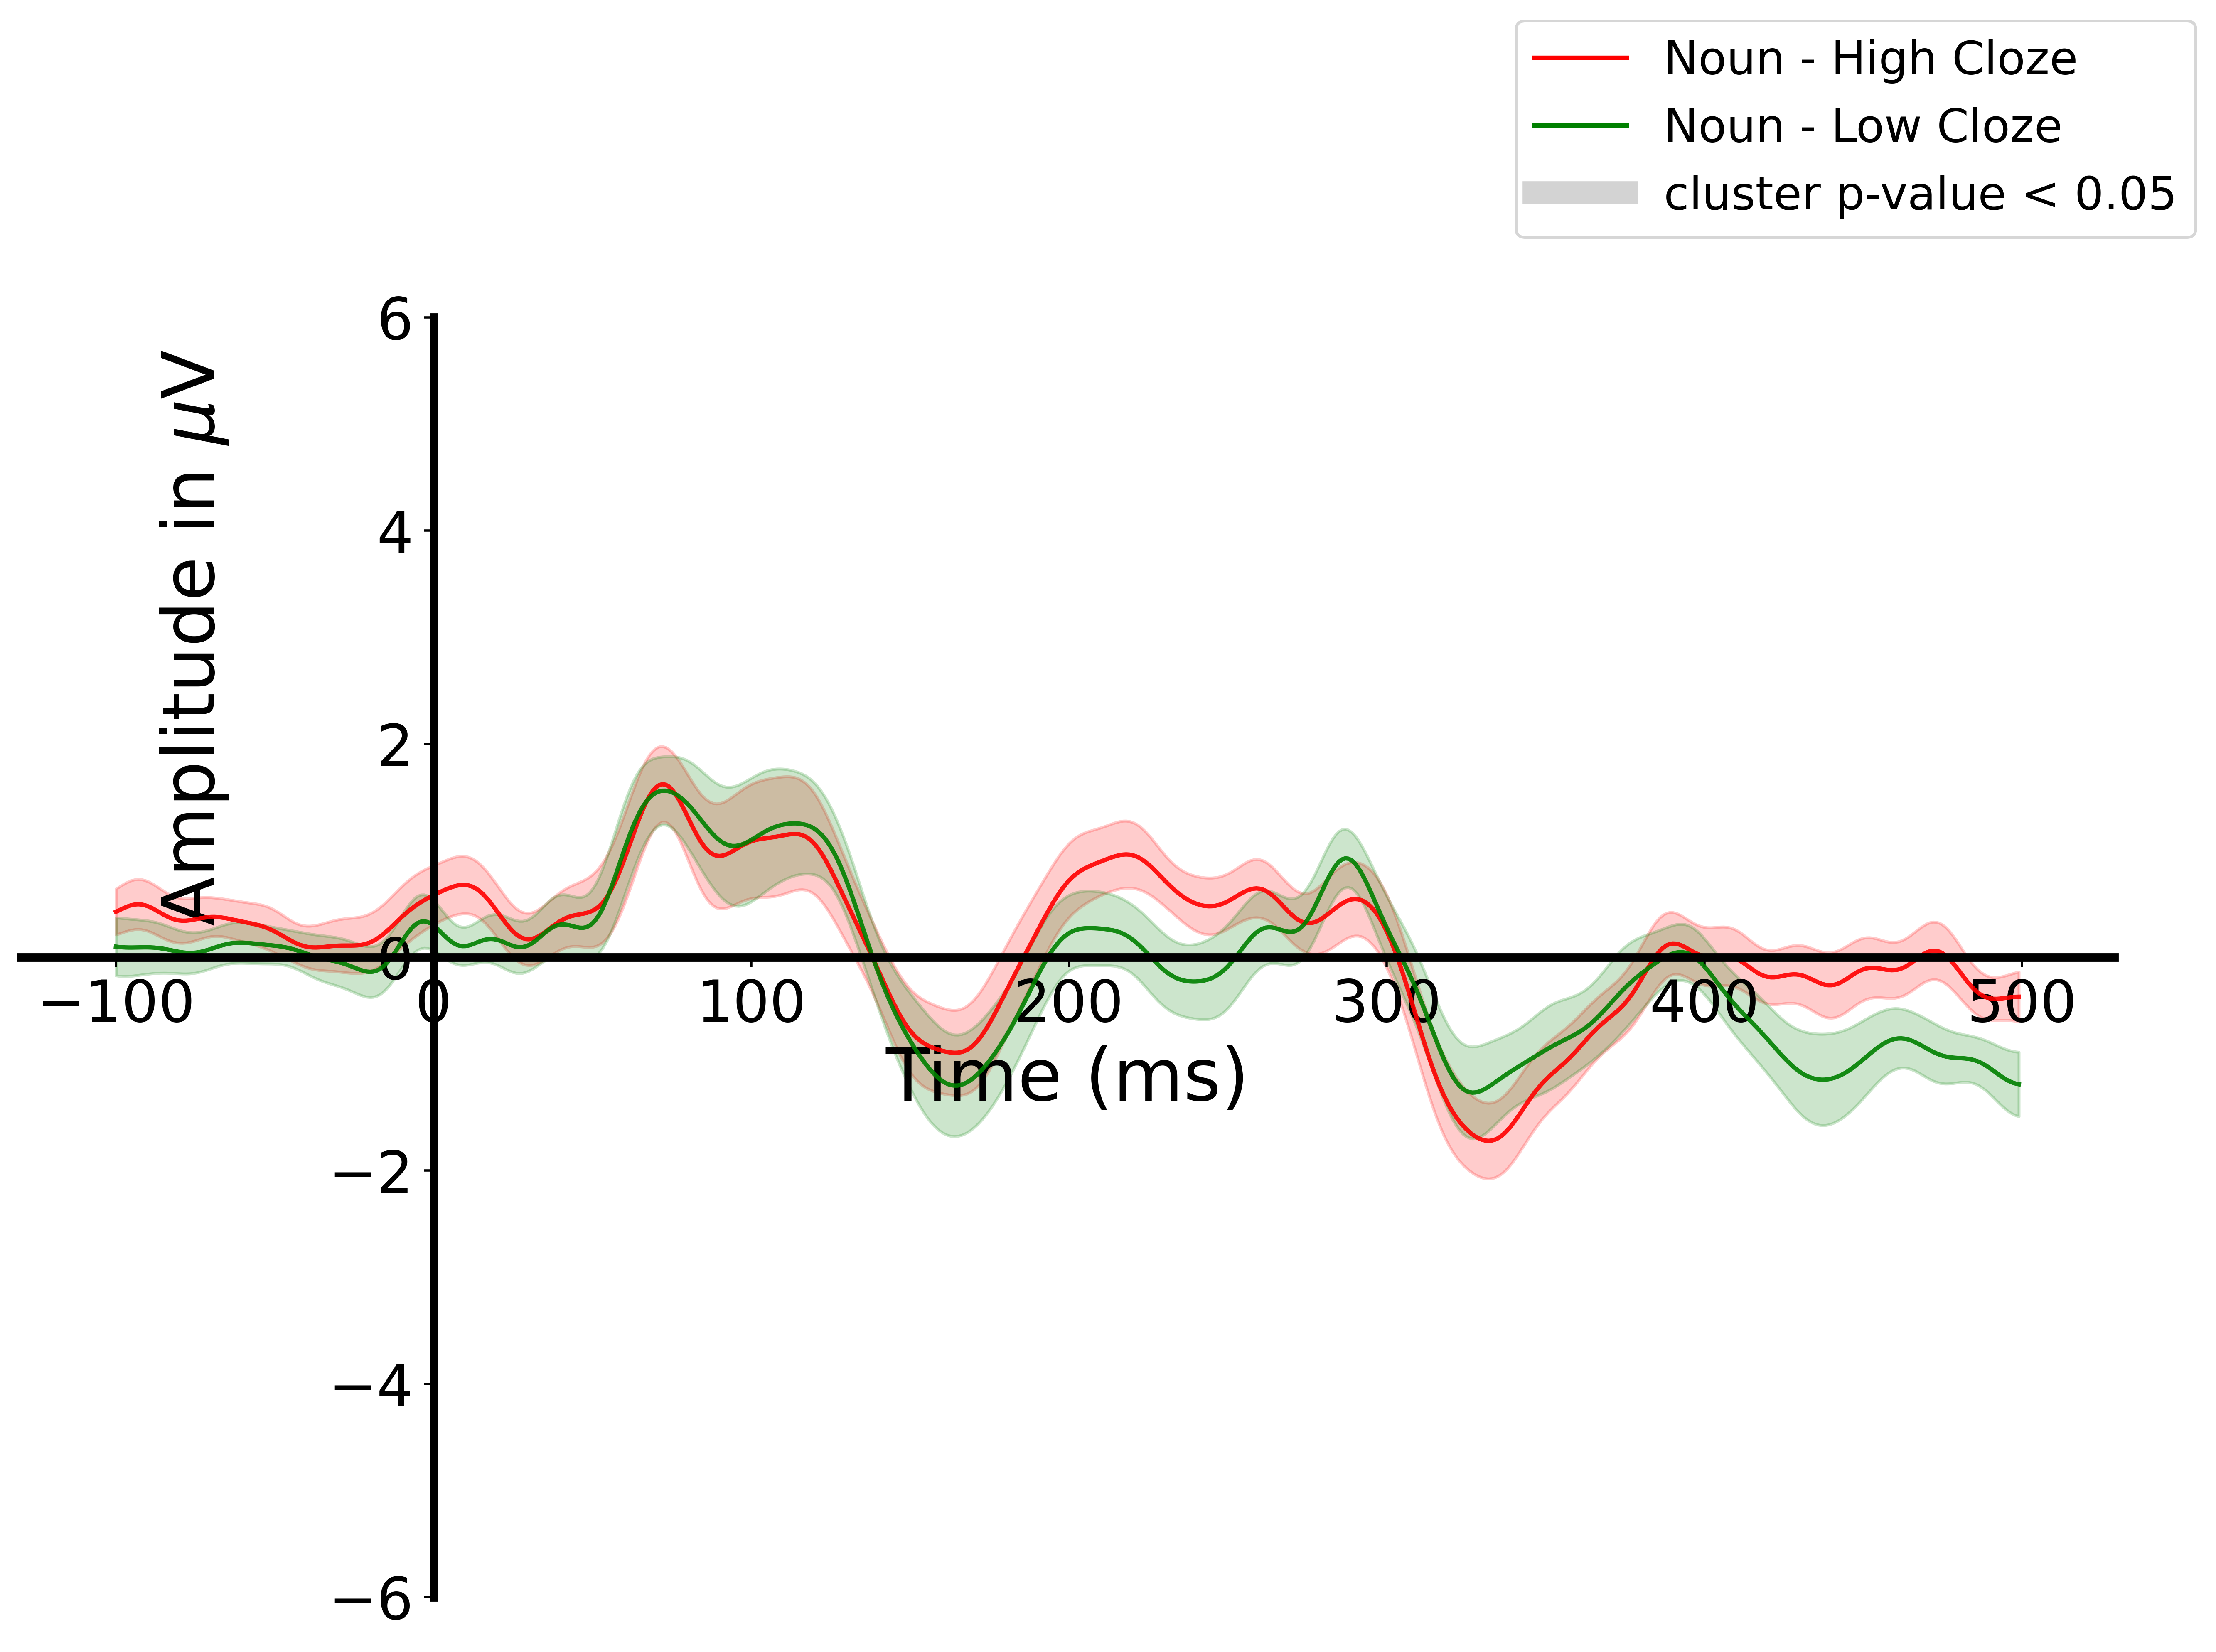 Noun - High Cloze
Noun - Low Cloze
cluster p-value < 0.05
Amplitude in μV
6
4
2
0
−2
−4
−6
−100 0 100 200 300 400 500
Time (ms)